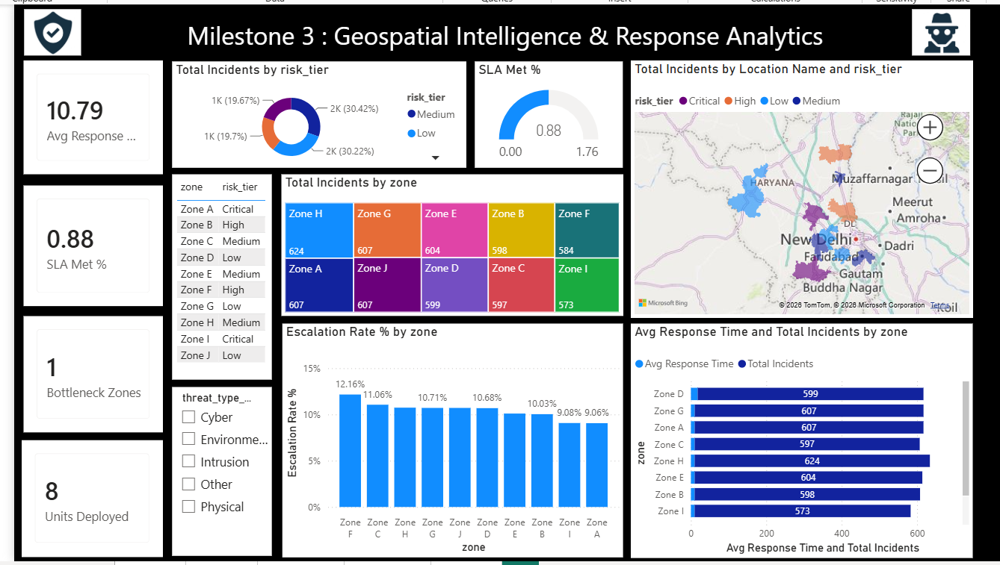 Clipboard
Data
Queries
Insert
Calculations
Sensitivity
Share
Milestone 3 : Geospatial Intelligence & Response Analytics
10.79
Avg Response ...
0.88
SLA Met %
1
Bottleneck Zones
8
Units Deployed
Total Incidents by risk_tier
1K (19.67%)
2K (30.42%)
1K (19.7%)
2K (30.22%)
risk_tier
Medium
Low
SLA Met %
0.88
0.00
1.76
zone risk_tier
Zone A Critical
Zone B High
Zone C Medium
Zone D Low
Zone E Medium
Zone F High
Zone G Low
Zone H Medium
Zone I Critical
Zone J Low
threat_type_...
Cyber
Environme...
Intrusion
Other
Physical
Total Incidents by zone
Zone H
624
Zone G
607
Zone E
604
Zone B
598
Zone F
584
Zone A
607
Zone J
607
Zone D
599
Zone C
597
Zone I
573
Escalation Rate % by zone
Escalation Rate %
15%
10%
5%
0%
12.16%
11.06%
10.71%
10.68%
10.03%
9.08%
9.06%
Zone F
Zone C
Zone H
Zone G
Zone J
Zone D
Zone E
Zone B
Zone I
Zone A
zone
Total Incidents by Location Name and risk_tier
risk_tier Critical High Low Medium
HARYANA
Muzaffarnagar
Meerut
Amroha
DL
New Delhi
Dadri
Faridabad
Gautam
Buddha Nagar
Microsoft Bing
© 2026 TomTom, © 2026 Microsoft Corporation Terms
Koil
Avg Response Time and Total Incidents by zone
Avg Response Time Total Incidents
zone
Zone D 599
Zone G 607
Zone A 607
Zone C 597
Zone H 624
Zone E 604
Zone B 598
Zone I 573
0 200 400 600
Avg Response Time and Total Incidents